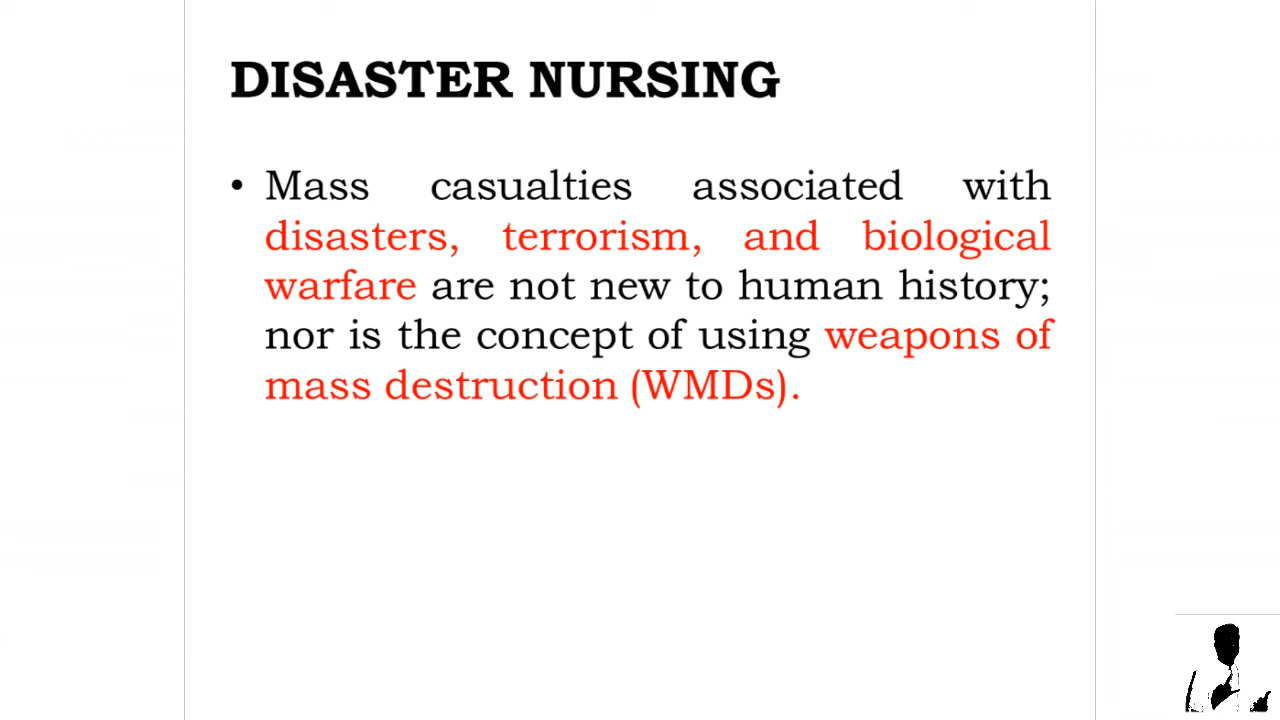 DISASTER NURSING
• Mass casualties associated with
disasters, terrorism, and biological
warfare are not new to human history;
nor is the concept of using weapons of
mass destruction (WMDs).